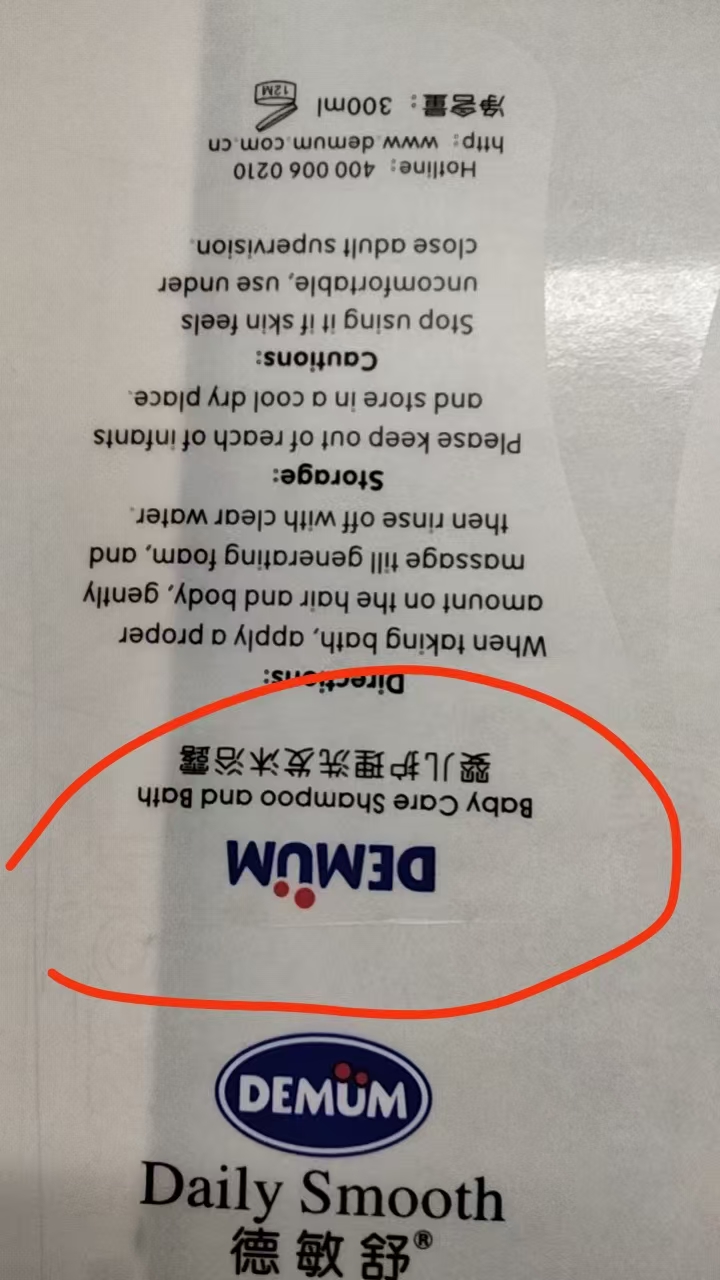 德敏舒®
Daily Smooth
DEMÜM
DEMÜM
Baby Care Shampoo and Bath
婴儿护理洗发沐浴露
Directions:
When taking bath, apply a proper
amount on the hair and body, gently
massage till generating foam, and
then rinse off with clear water.
Storage:
Please keep out of reach of infants
and store in a cool dry place.
Cautions:
Stop using it if skin feels
uncomfortable, use under
close adult supervision.
Hotline: 400 006 0210
http: www.demum.com.cn
净含量: 300ml
12M